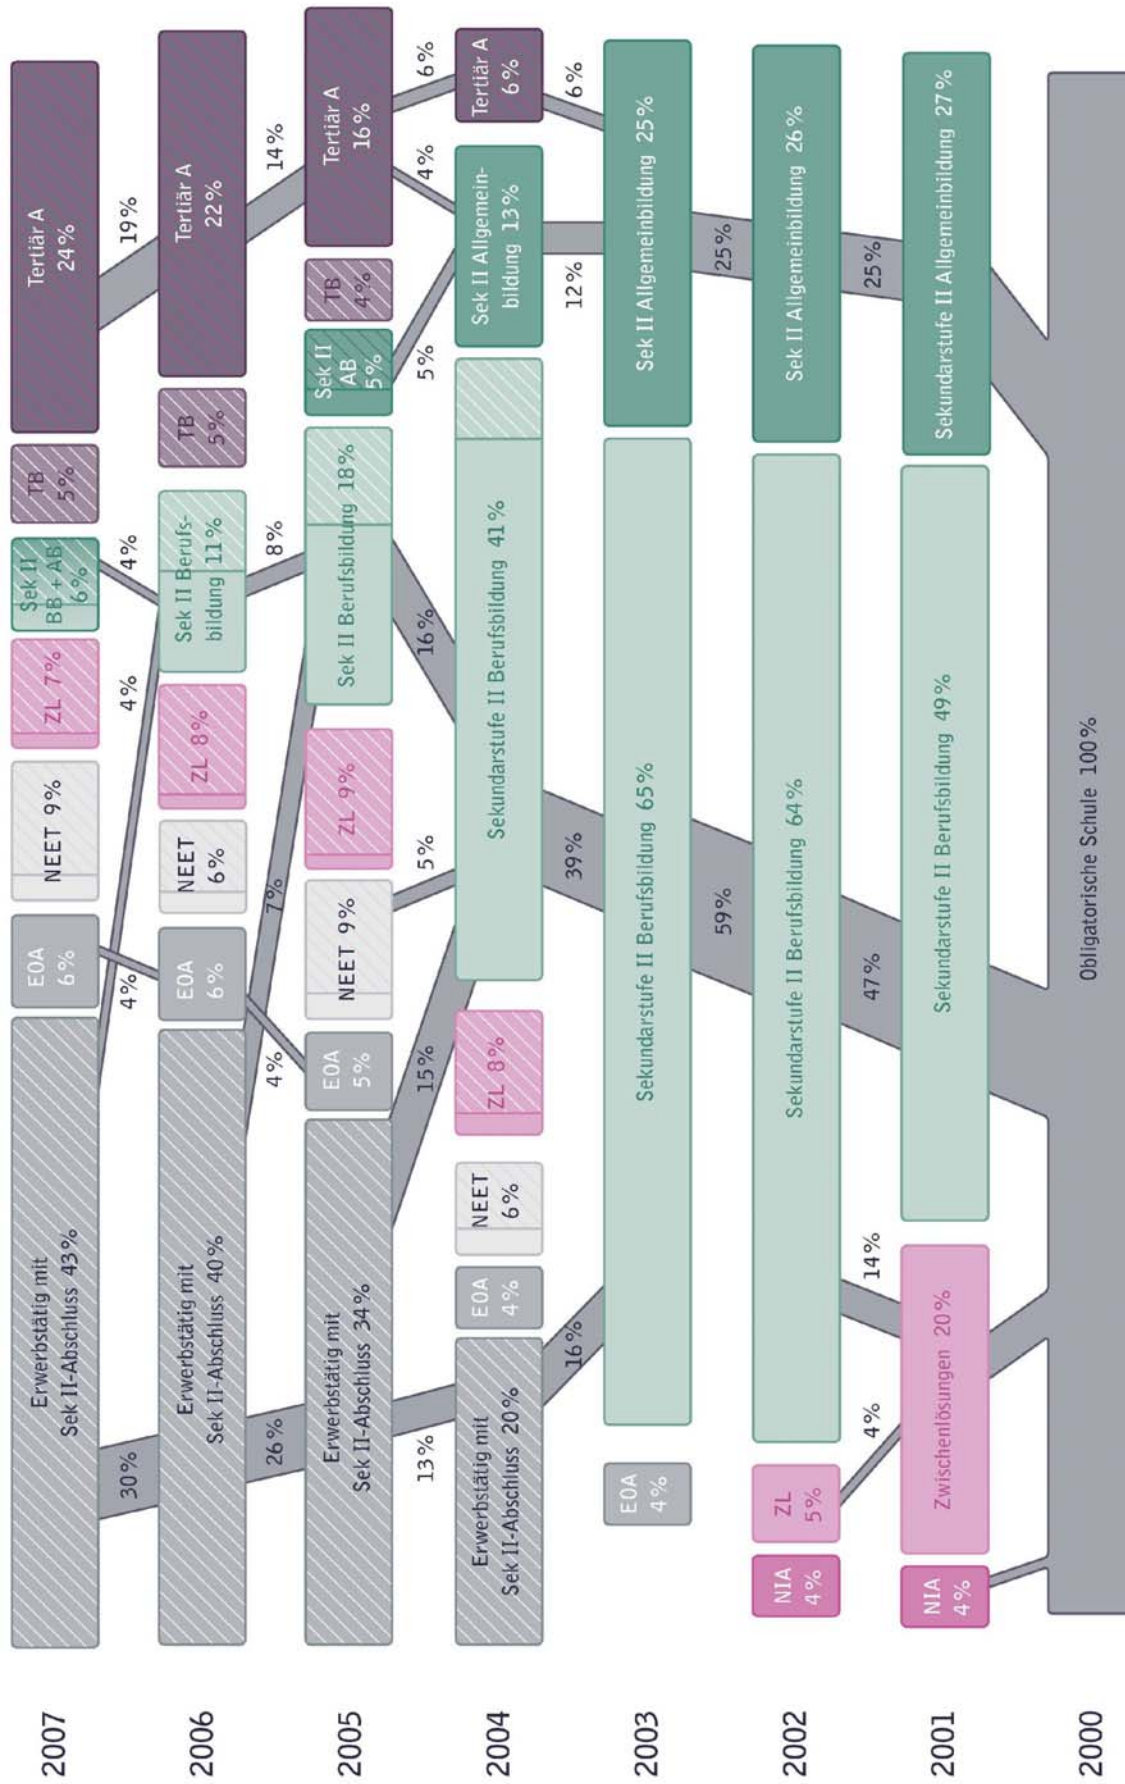 2007
Erwerbstätig mit
Sek II-Abschluss 43%
EOA
6%
NEET 9%
ZL 7%
Sek II
BB + AB
6%
TB
5%
Tertiär A
24%
30%
4%
4%
4%
19%
2006
Erwerbstätig mit
Sek II-Abschluss 40%
EOA
6%
NEET
6%
ZL 8%
Sek II Berufs-
bildung 11%
TB
5%
Tertiär A
22%
26%
4%
7%
8%
14%
2005
Erwerbstätig mit
Sek II-Abschluss 34%
EOA
5%
NEET 9%
ZL 9%
Sek II Berufsbildung 18%
Sek II
AB
5%
TB
4%
Tertiär A
16%
13%
15%
5%
16%
5%
4%
6%
2004
Erwerbstätig mit
Sek II-Abschluss 20%
EOA
4%
NEET
6%
ZL 8%
Sekundarstufe II Berufsbildung 41%
Sek II Allgemein-
bildung 13%
Tertiär A
6%
16%
39%
12%
6%
2003
EOA
4%
Sekundarstufe II Berufsbildung 65%
Sek II Allgemeinbildung 25%
59%
25%
2002
NIA
4%
ZL
5%
Sekundarstufe II Berufsbildung 64%
Sek II Allgemeinbildung 26%
4%
14%
47%
25%
2001
NIA
4%
Zwischenlösungen 20%
Sekundarstufe II Berufsbildung 49%
Sekundarstufe II Allgemeinbildung 27%
2000
Obligatorische Schule 100%